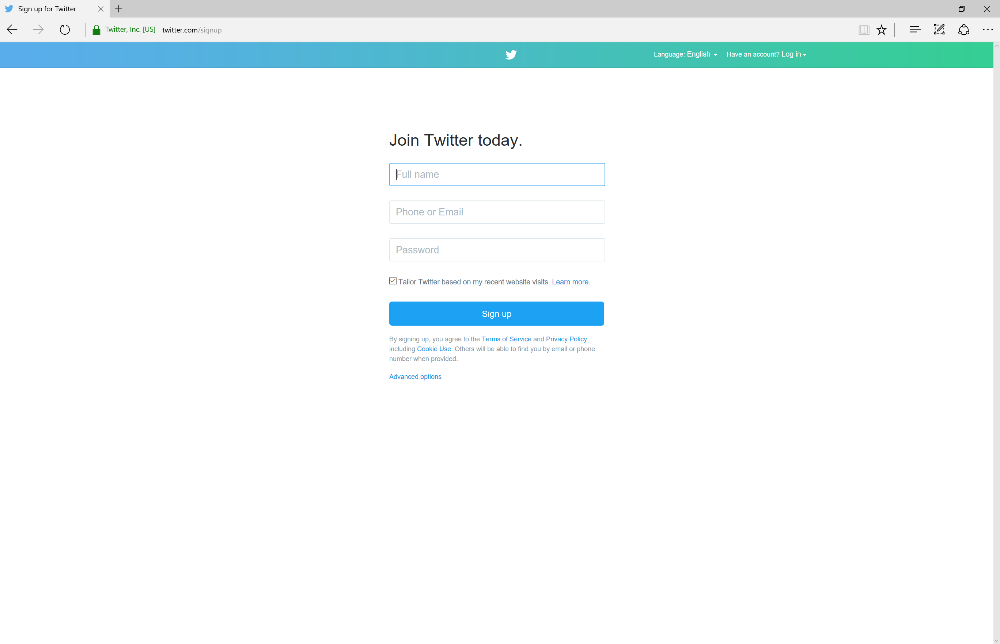 Sign up for Twitter
Twitter, Inc. [US] twitter.com/signup
Language: English Have an account? Log in
Join Twitter today.
Full name
Phone or Email
Password
Tailor Twitter based on my recent website visits. Learn more.
Sign up
By signing up, you agree to the Terms of Service and Privacy Policy,
including Cookie Use. Others will be able to find you by email or phone
number when provided.
Advanced options